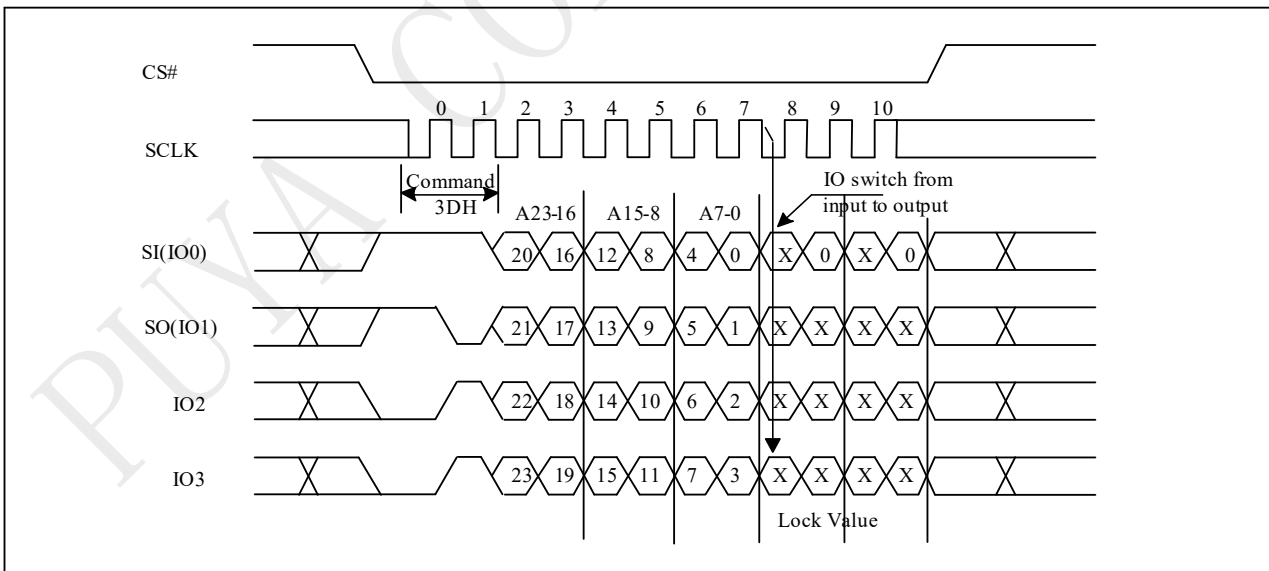 PUYA CO
CS#
0 1 2 3 4 5 6 7 8 9 10
SCLK
Command
3DH
IO switch from
input to output
A23-16 A15-8 A7-0
SI(IO0) 20 16 12 8 4 0 X 0 X 0
SO(IO1) 21 17 13 9 5 1 X X X X
IO2 22 18 14 10 6 2 X X X X
IO3 23 19 15 11 7 3 X X X X
Lock Value